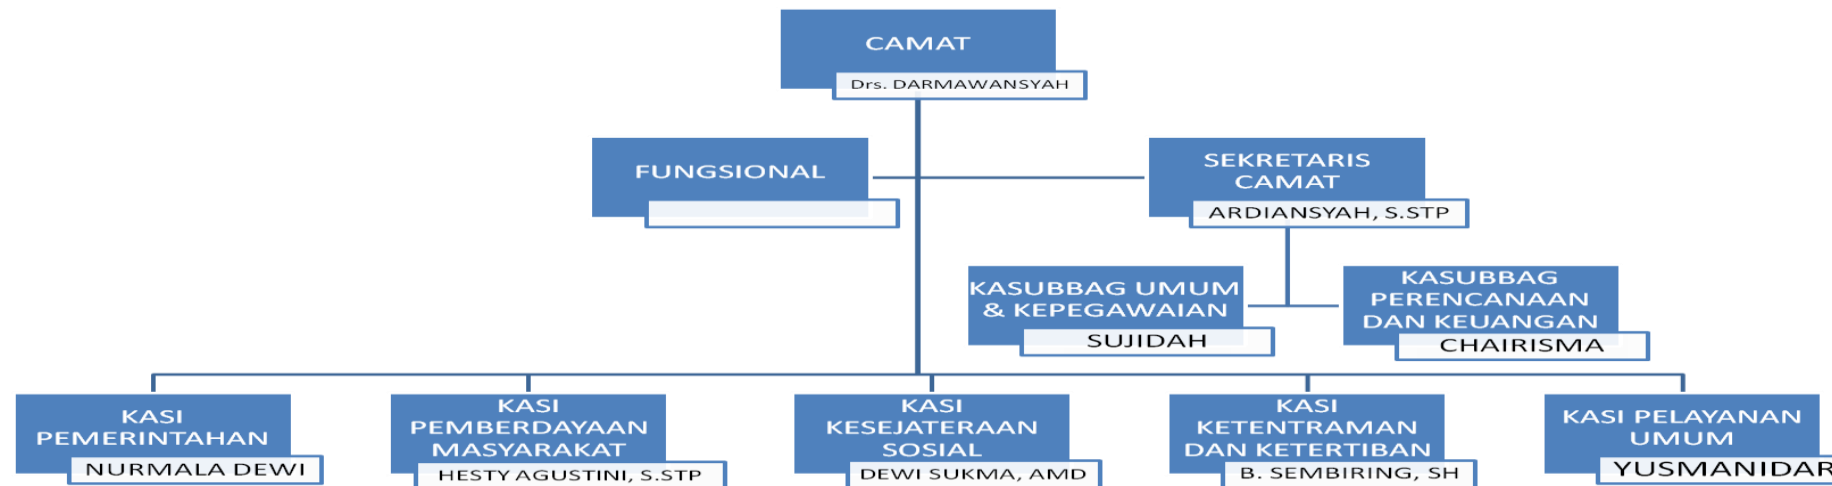 CAMAT
Drs. DARMAWANSYAH
FUNGSIONAL
SEKRETARIS
CAMAT
ARDIANSYAH, S.STP
KASUBBAG UMUM
& KEPEGAWAIAN
SUJIDAH
KASUBBAG
PERENCANAAN
DAN KEUANGAN
CHAIRISMA
KASI
PEMERINTAHAN
NURMALA DEWI
KASI
PEMBERDAYAAN
MASYARAKAT
HESTY AGUSTINI, S.STP
KASI
KESEJATERAAN
SOSIAL
DEWI SUKMA, AMD
KASI
KETENTRAMAN
DAN KETERTIBAN
B. SEMBIRING, SH
KASI PELAYANAN
UMUM
YUSMANIDAR